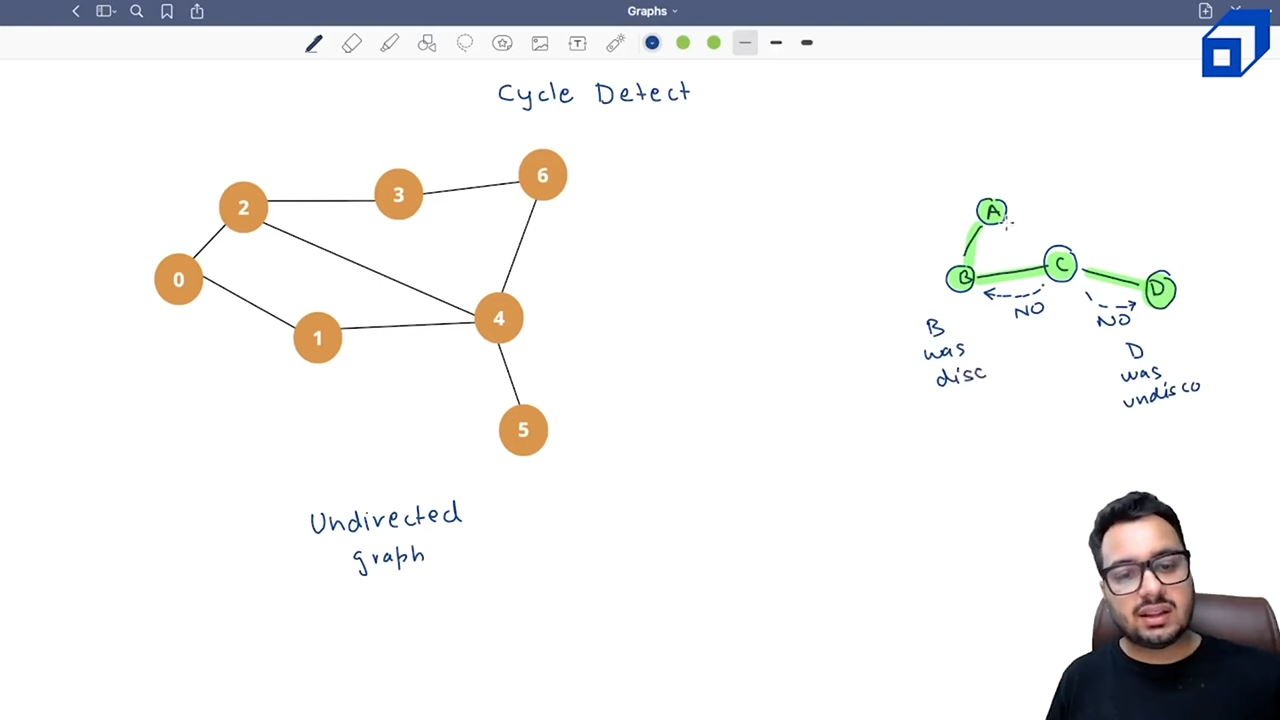 Graphs
Cycle Detect
6
3
2
0
4
1
5
Undirected
graph
A
B
C
D
NO
NO
B
was
disc
D
was
undisco